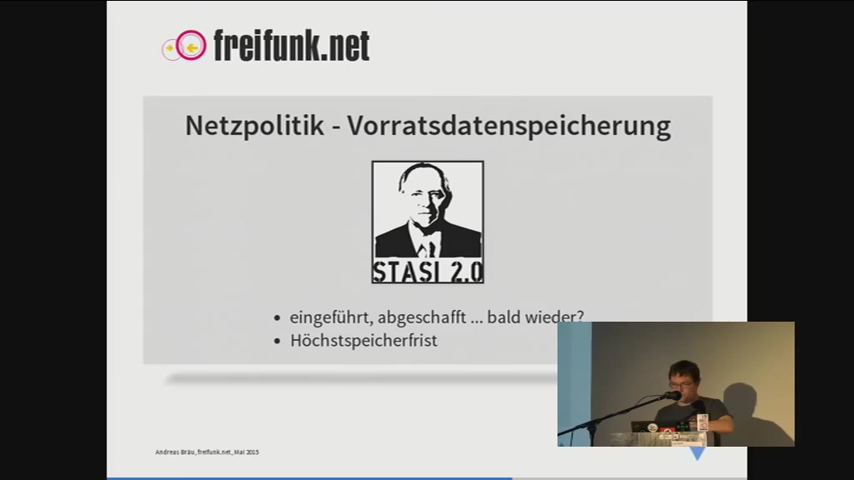 freifunk.net
Netzpolitik - Vorratsdatenspeicherung
STASI 2.0
eingeführt, abgeschafft ... bald wieder?
Höchstspeicherfrist
Andreas Bräu_freifunk.net_Mai 2015